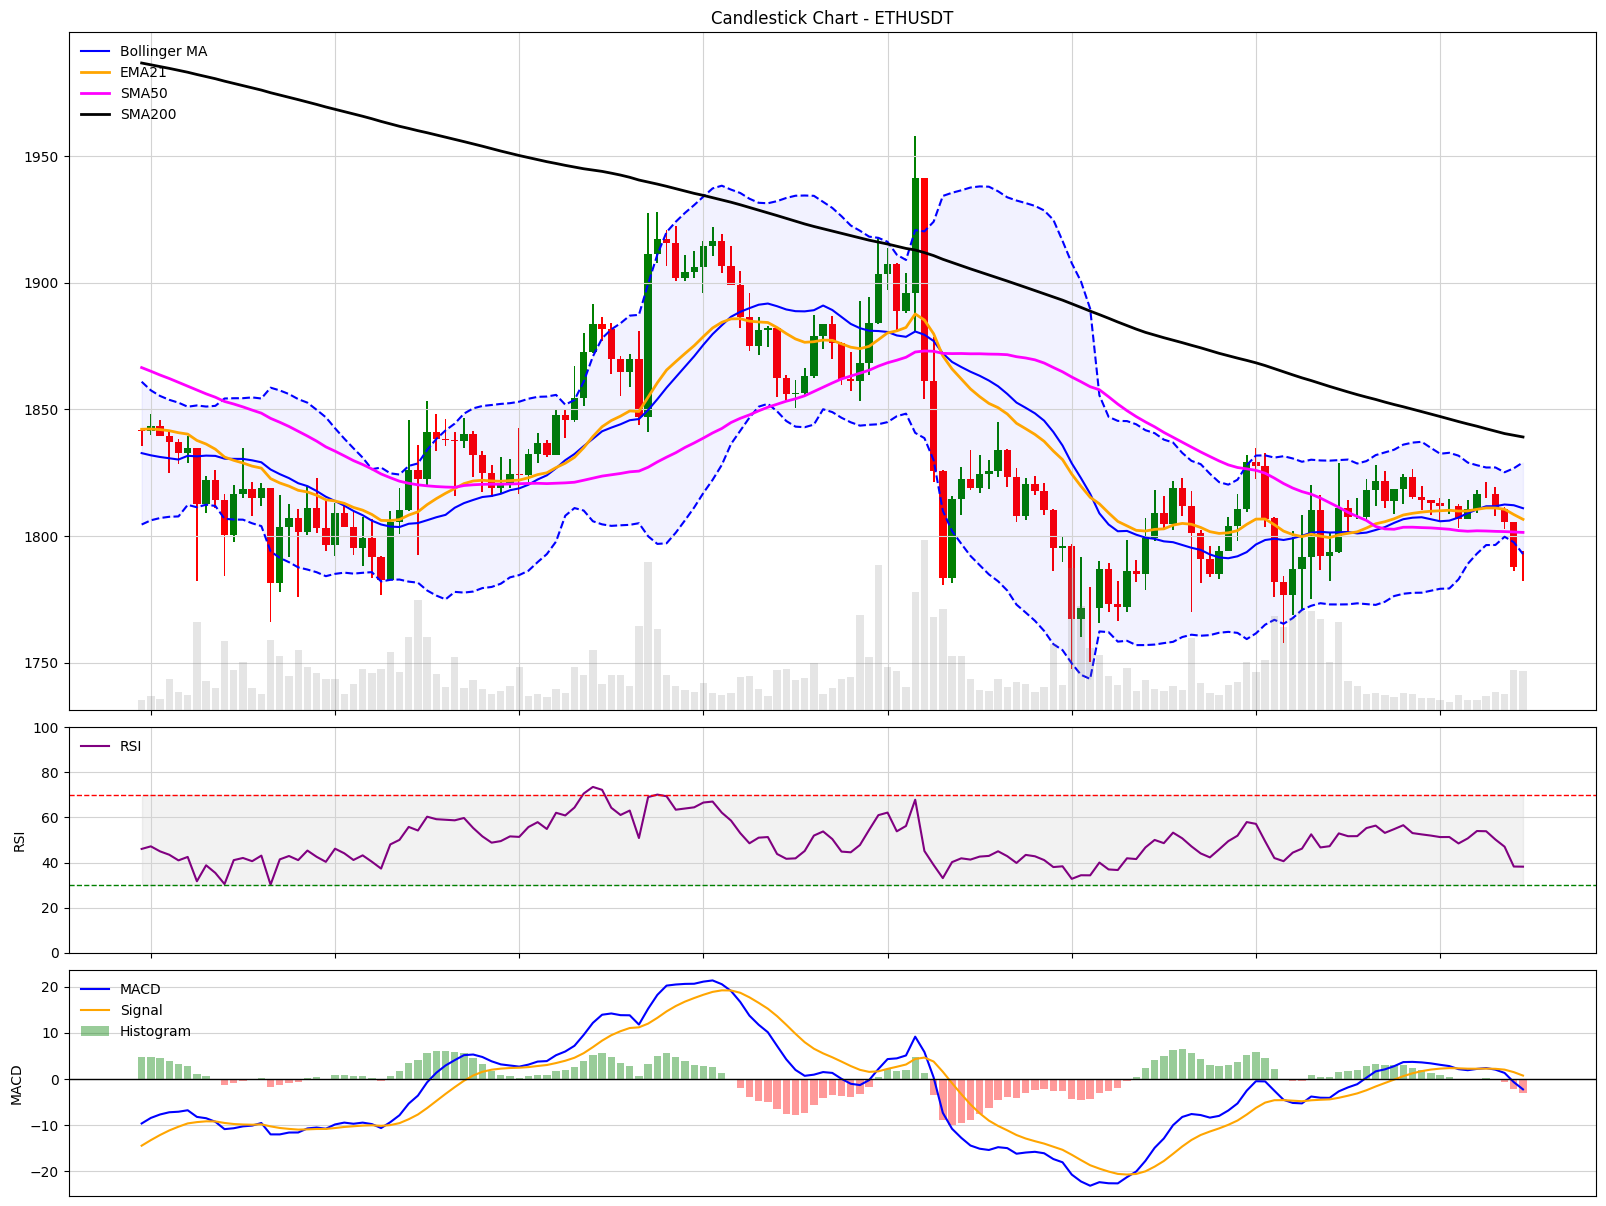 Candlestick Chart - ETHUSDT
Bollinger MA
EMA21
SMA50
SMA200
1950
1900
1850
1800
1750
RSI
100
80
60
40
20
0
RSI
MACD
Signal
Histogram
20
10
0
−10
−20
MACD